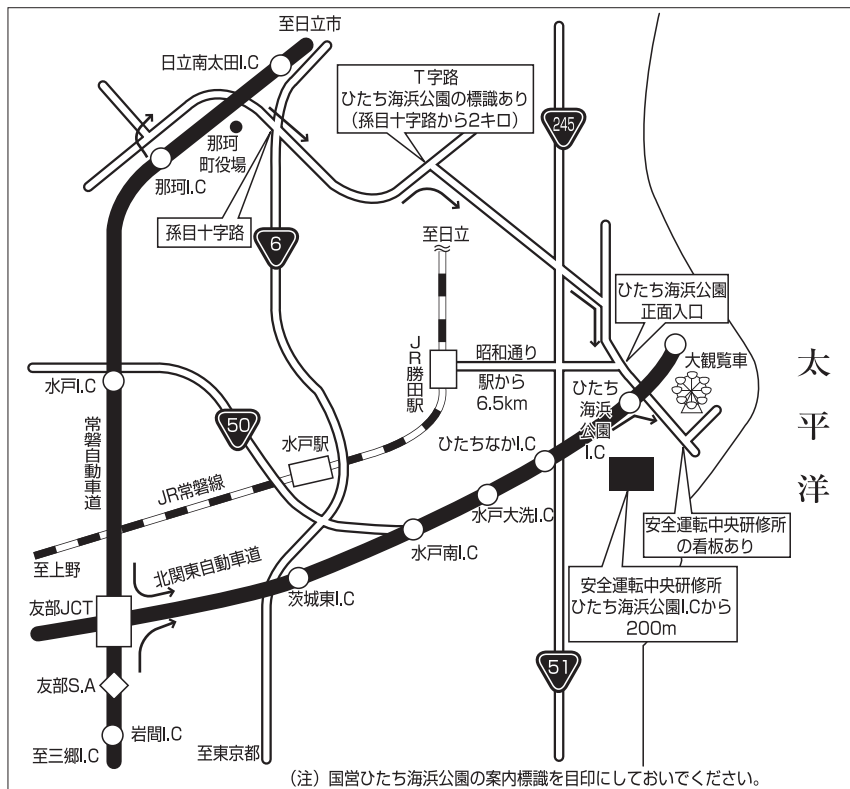 至日立市
日立南太田I.C
T字路
ひたち海浜公園の標識あり
（孫目十字路から2キロ）
245
那珂
町役場
那珂I.C
孫目十字路
6
至日立
ひたち海浜公園
正面入口
JR勝田駅
昭和通り
駅から
6.5km
大観覧車
太平洋
水戸I.C
ひたち
海浜
公園
I.C
50
水戸駅
ひたちなかI.C
常磐自動車道
JR常磐線
水戸大洗I.C
安全運転中央研修所
の看板あり
水戸南I.C
至上野
北関東自動車道
茨城東I.C
安全運転中央研修所
ひたち海浜公園I.Cから
200m
友部JCT
51
友部S.A
岩間I.C
至三郷I.C
至東京都
（注）国営ひたち海浜公園の案内標識を目印にしておいでください。